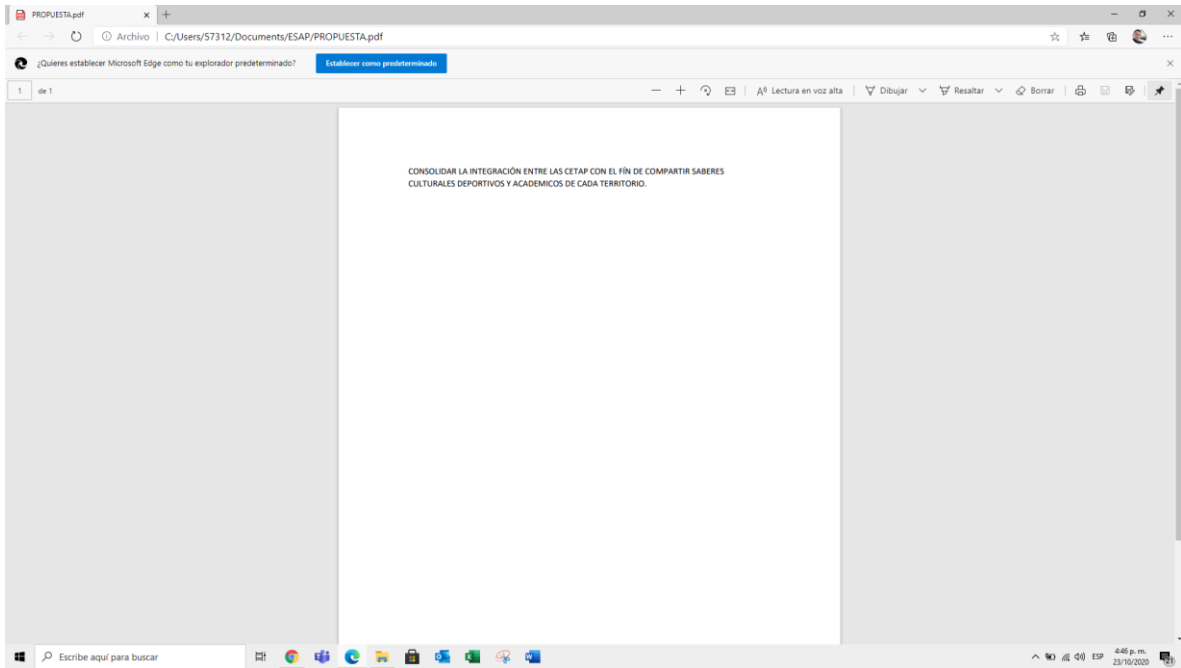 PROPUESTA.pdf
Archivo | C:/Users/57312/Documents/ESAP/PROPUESTA.pdf
¿Quieres establecer Microsoft Edge como tu explorador predeterminado? Establecer como predeterminado
1 de 1 Lectura en voz alta Dibujar Resaltar Borrar
CONSOLIDAR LA INTEGRACIÓN ENTRE LAS CETAP CON EL FÍN DE COMPARTIR SABERES
CULTURALES DEPORTIVOS Y ACADEMICOS DE CADA TERRITORIO.
Escribe aquí para buscar
ESP
4:46 p. m.
23/10/2020
21